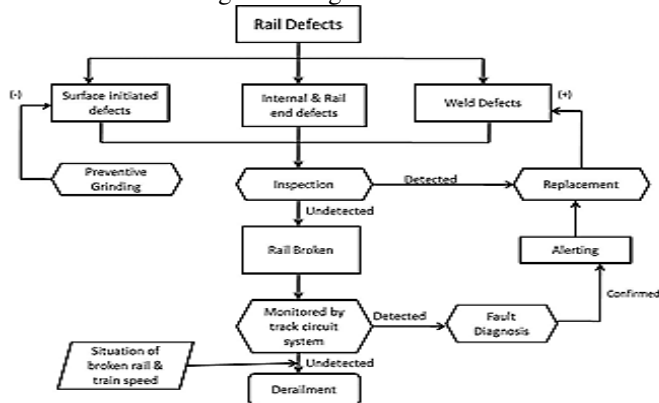 Rail Defects
(-)
Surface initiated
defects
Internal & Rail
end defects
Weld Defects
(+)
Preventive
Grinding
Inspection
Detected
Replacement
Undetected
Rail Broken
Alerting
Confirmed
Monitored by
track circuit
system
Detected
Fault
Diagnosis
Situation of
broken rail &
train speed
Undetected
Derailment